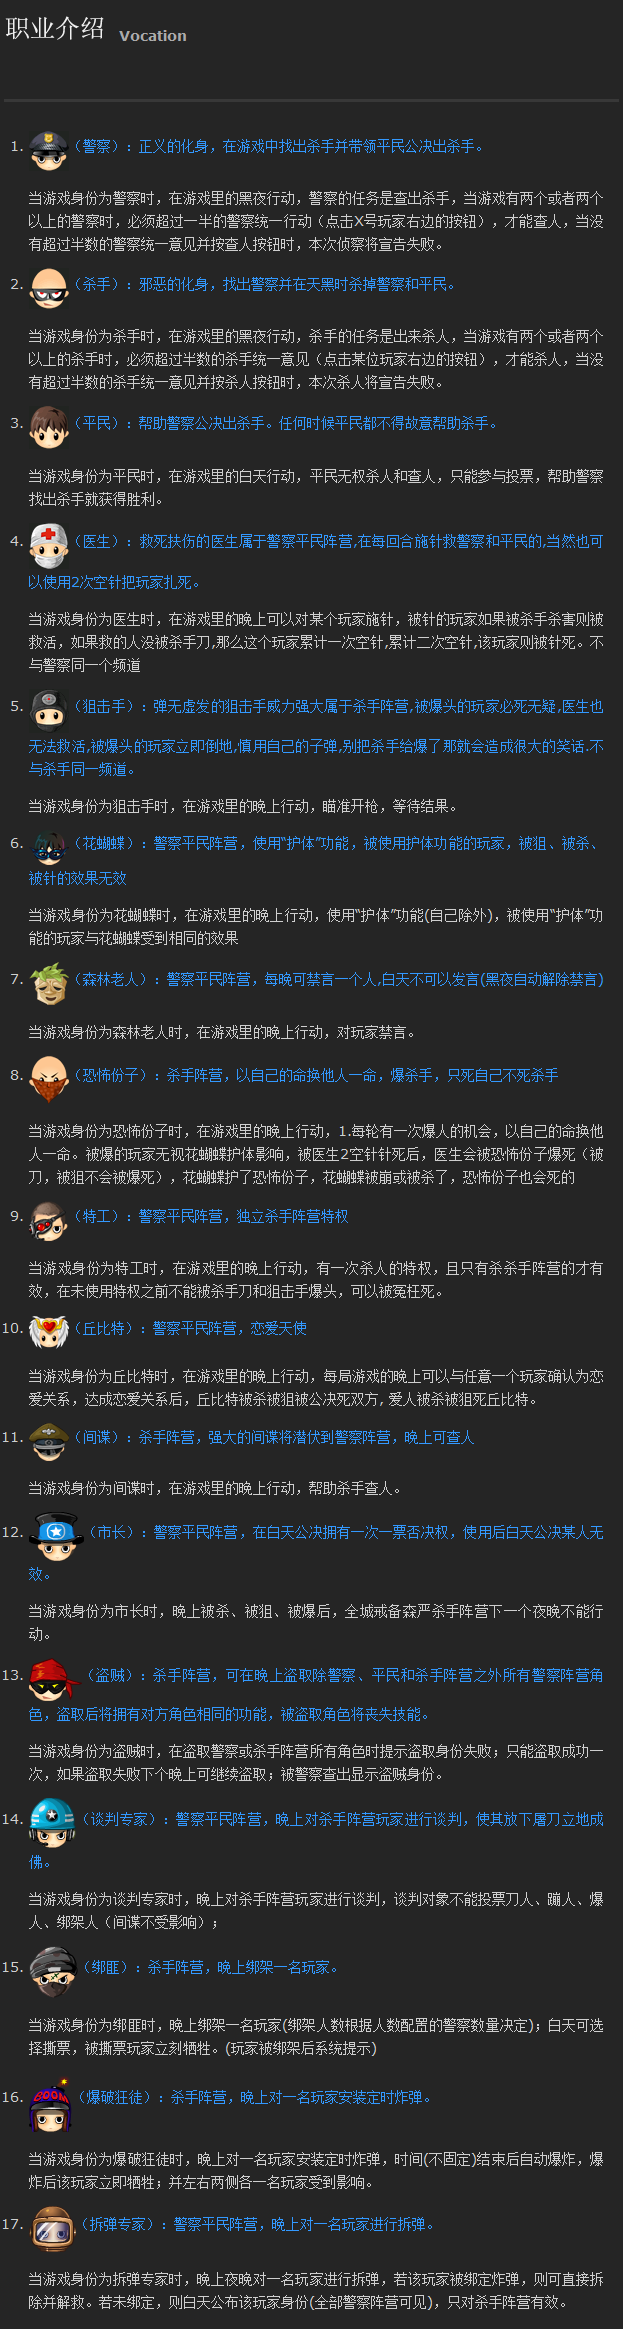 职业介绍 Vocation
1. （警察）：正义的化身，在游戏中找出杀手并带领平民公决出杀手。
当游戏身份为警察时，在游戏里的黑夜行动，警察的任务是查出杀手，当游戏有两个或者两个
以上的警察时，必须超过一半的警察统一行动（点击X号玩家右边的按钮），才能查人，当没
有超过半数的警察统一意见并按查人按钮时，本次侦察将宣告失败。
2. （杀手）：邪恶的化身，找出警察并在天黑时杀掉警察和平民。
当游戏身份为杀手时，在游戏里的黑夜行动，杀手的任务是出来杀人，当游戏有两个或者两个
以上的杀手时，必须超过半数的杀手统一意见（点击某位玩家右边的按钮），才能杀人，当没
有超过半数的杀手统一意见并按杀人按钮时，本次杀人将宣告失败。
3. （平民）：帮助警察公决出杀手。任何时候平民都不得故意帮助杀手。
当游戏身份为平民时，在游戏里的白天行动，平民无权杀人和查人，只能参与投票，帮助警察
找出杀手就获得胜利。
4. （医生）：救死扶伤的医生属于警察平民阵营,在每回合施针救警察和平民的,当然也可
以使用2次空针把玩家扎死。
当游戏身份为医生时，在游戏里的晚上可以对某个玩家施针，被针的玩家如果被杀手杀害则被
救活，如果救的人没被杀手刀,那么这个玩家累计一次空针,累计二次空针,该玩家则被针死。不
与警察同一个频道
5. （狙击手）：弹无虚发的狙击手威力强大属于杀手阵营,被爆头的玩家必死无疑,医生也
无法救活,被爆头的玩家立即倒地,慎用自己的子弹,别把杀手给爆了那就会造成很大的笑话.不
与杀手同一频道。
当游戏身份为狙击手时，在游戏里的晚上行动，瞄准开枪，等待结果。
6. （花蝴蝶）：警察平民阵营，使用“护体”功能，被使用护体功能的玩家，被狙、被杀、
被针的效果无效
当游戏身份为花蝴蝶时，在游戏里的晚上行动，使用“护体”功能(自己除外)，被使用“护体”功
能的玩家与花蝴蝶受到相同的效果
7. （森林老人）：警察平民阵营，每晚可禁言一个人,白天不可以发言(黑夜自动解除禁言)
当游戏身份为森林老人时，在游戏里的晚上行动，对玩家禁言。
8. （恐怖份子）：杀手阵营，以自己的命换他人一命，爆杀手，只死自己不死杀手
当游戏身份为恐怖份子时，在游戏里的晚上行动，1.每轮有一次爆人的机会，以自己的命换他
人一命。被爆的玩家无视花蝴蝶护体影响，被医生2空针针死后，医生会被恐怖份子爆死（被
刀，被狙不会被爆死），花蝴蝶护了恐怖份子，花蝴蝶被崩或被杀了，恐怖份子也会死的
9. （特工）：警察平民阵营，独立杀手阵营特权
当游戏身份为特工时，在游戏里的晚上行动，有一次杀人的特权，且只有杀杀手阵营的才有
效，在未使用特权之前不能被杀手刀和狙击手爆头，可以被冤枉死。
10. （丘比特）：警察平民阵营，恋爱天使
当游戏身份为丘比特时，在游戏里的晚上行动，每局游戏的晚上可以与任意一个玩家确认为恋
爱关系，达成恋爱关系后，丘比特被杀被狙被公决死双方, 爱人被杀被狙死丘比特。
11. （间谍）：杀手阵营，强大的间谍将潜伏到警察阵营，晚上可查人
当游戏身份为间谍时，在游戏里的晚上行动，帮助杀手查人。
12. （市长）：警察平民阵营，在白天公决拥有一次一票否决权，使用后白天公决某人无
效。
当游戏身份为市长时，晚上被杀、被狙、被爆后，全城戒备森严杀手阵营下一个夜晚不能行
动。
13. （盗贼）：杀手阵营，可在晚上盗取除警察、平民和杀手阵营之外所有警察阵营角
色，盗取后将拥有对方角色相同的功能，被盗取角色将丧失技能。
当游戏身份为盗贼时，在盗取警察或杀手阵营所有角色时提示盗取身份失败；只能盗取成功一
次，如果盗取失败下个晚上可继续盗取；被警察查出显示盗贼身份。
14. （谈判专家）：警察平民阵营，晚上对杀手阵营玩家进行谈判，使其放下屠刀立地成
佛。
当游戏身份为谈判专家时，晚上对杀手阵营玩家进行谈判，谈判对象不能投票刀人、蹦人、爆
人、绑架人（间谍不受影响）；
15. （绑匪）：杀手阵营，晚上绑架一名玩家。
当游戏身份为绑匪时，晚上绑架一名玩家(绑架人数根据人数配置的警察数量决定)；白天可选
择撕票，被撕票玩家立刻牺牲。(玩家被绑架后系统提示)
16. （爆破狂徒）：杀手阵营，晚上对一名玩家安装定时炸弹。
当游戏身份为爆破狂徒时，晚上对一名玩家安装定时炸弹，时间(不固定)结束后自动爆炸，爆
炸后该玩家立即牺牲；并左右两侧各一名玩家受到影响。
17. （拆弹专家）：警察平民阵营，晚上对一名玩家进行拆弹。
当游戏身份为拆弹专家时，晚上夜晚对一名玩家进行拆弹，若该玩家被绑定炸弹，则可直接拆
除并解救。若未绑定，则白天公布该玩家身份(全部警察阵营可见)，只对杀手阵营有效。